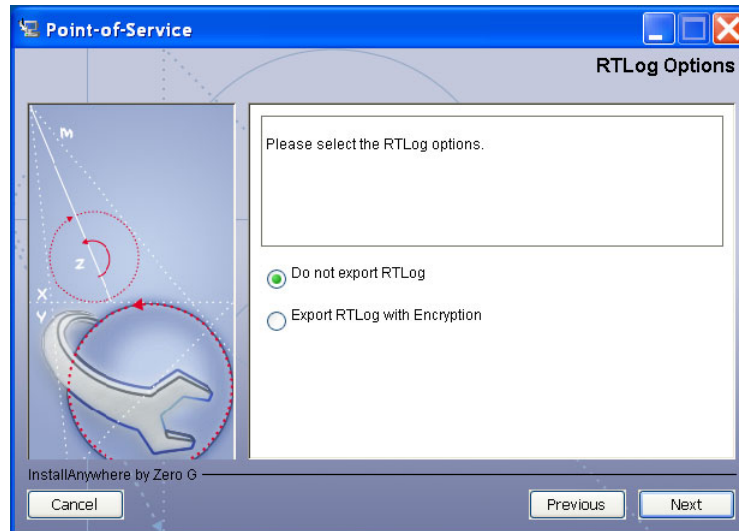 Point-of-Service
RTLog Options
M
Z
X
Y
Please select the RTLog options.
Do not export RTLog
Export RTLog with Encryption
InstallAnywhere by Zero G
Cancel
Previous
Next